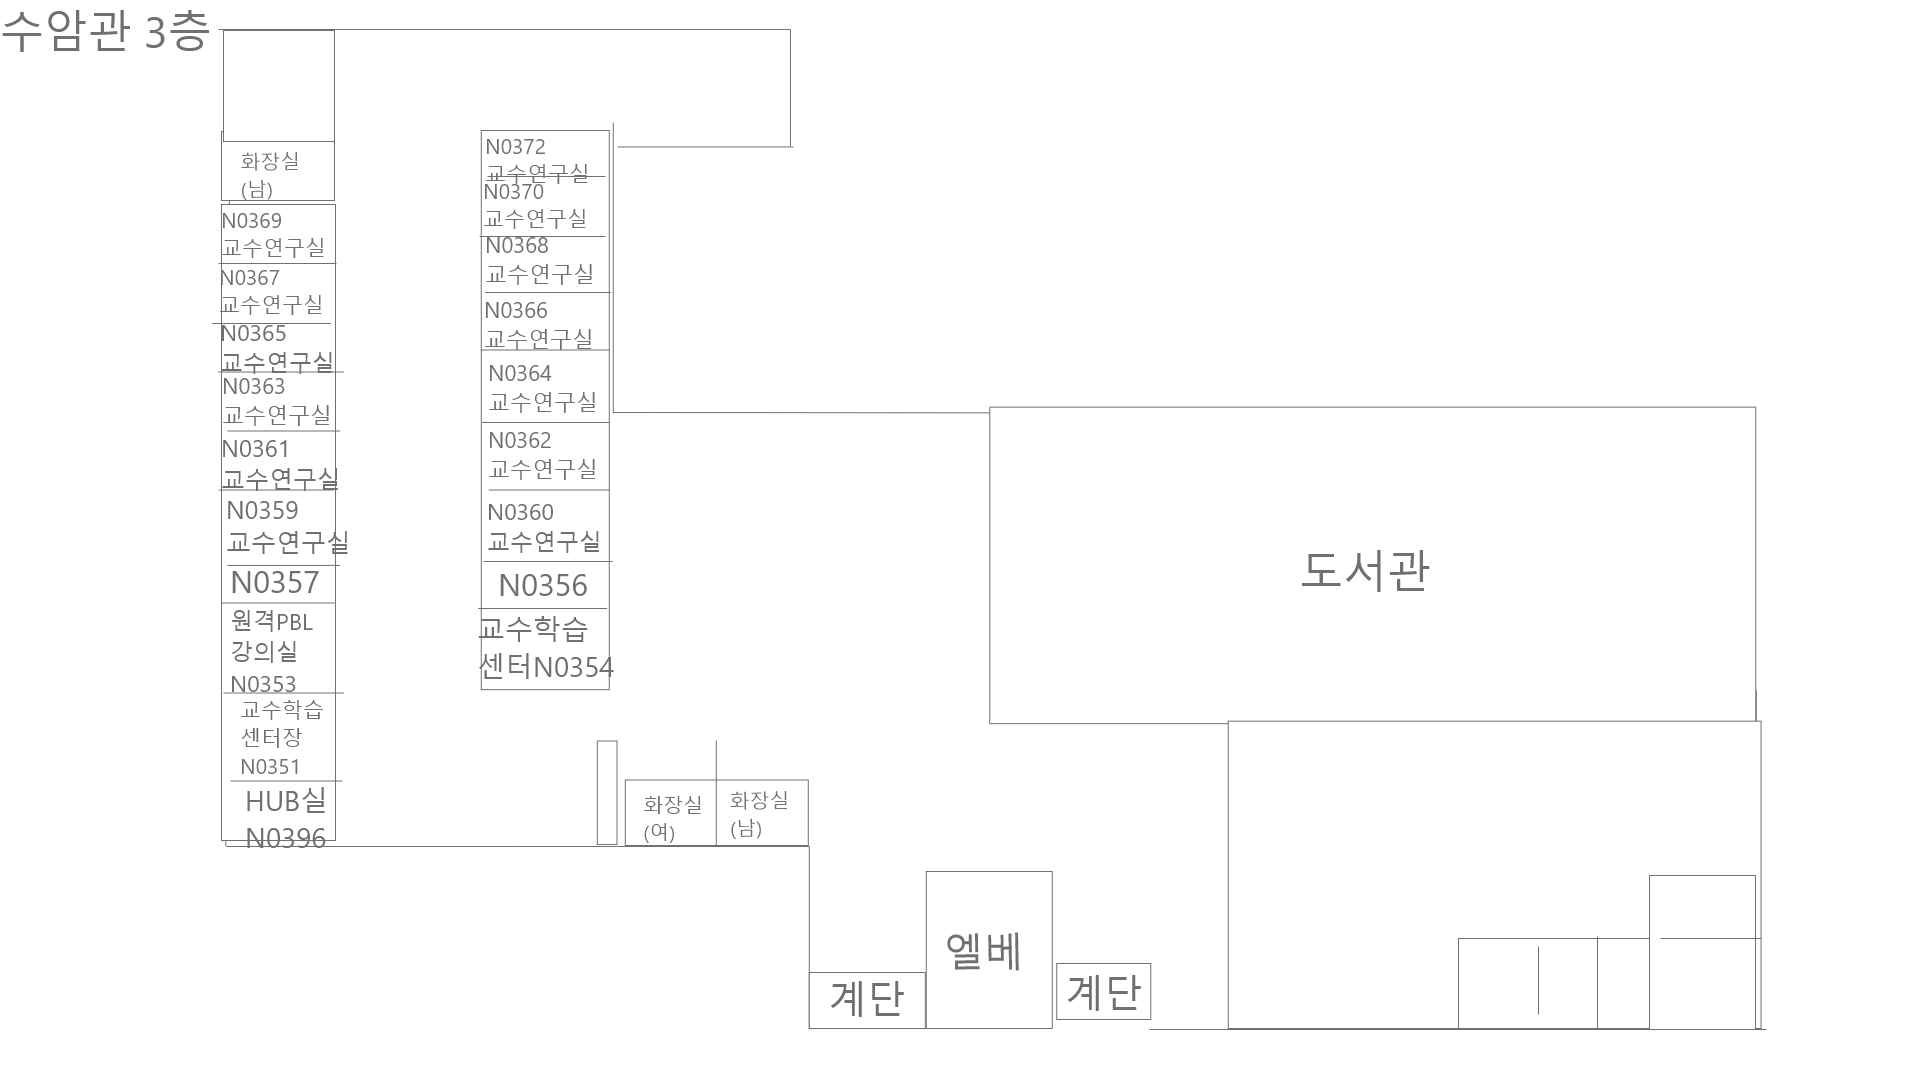 수암관 3층
화장실
(남)
N0369
교수연구실
N0367
교수연구실
N0365
교수연구실
N0363
교수연구실
N0361
교수연구실
N0359
교수연구실
N0357
원격PBL
강의실
N0353
교수학습
센터장
N0351
HUB실
N0396
N0372
교수연구실
N0370
교수연구실
N0368
교수연구실
N0366
교수연구실
N0364
교수연구실
N0362
교수연구실
N0360
교수연구실
N0356
교수학습
센터N0354
화장실
(여)
화장실
(남)
계단
엘베
계단
도서관